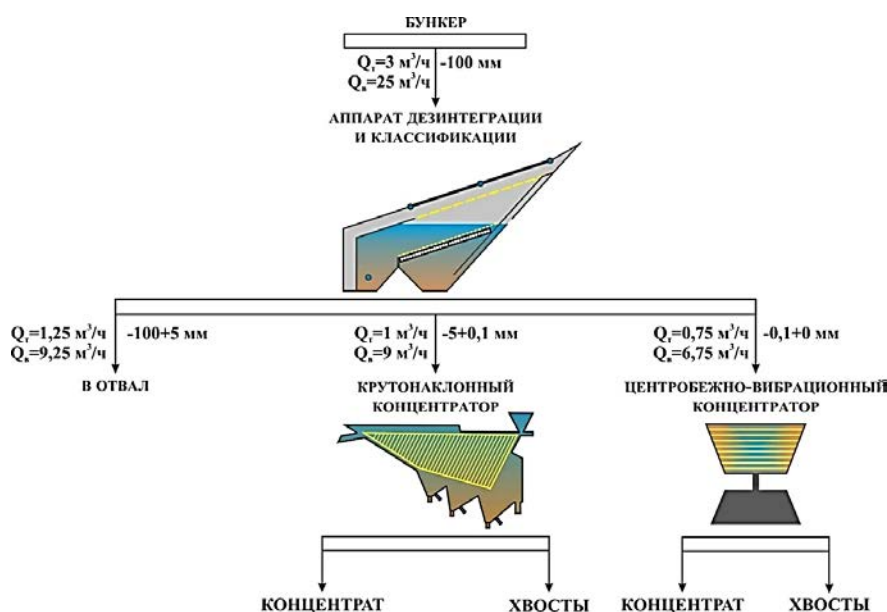 БУНКЕР
Qт=3 м³/ч -100 мм
Qв=25 м³/ч
АППАРАТ ДЕЗИНТЕГРАЦИИ
И КЛАССИФИКАЦИИ
Qт=1,25 м³/ч -100+5 мм
Qв=9,25 м³/ч
В ОТВАЛ
Qт=1 м³/ч -5+0,1 мм
Qв=9 м³/ч
КРУТОНАКЛОННЫЙ
КОНЦЕНТРАТОР
Qт=0,75 м³/ч -0,1+0 мм
Qв=6,75 м³/ч
ЦЕНТРОБЕЖНО-ВИБРАЦИОННЫЙ
КОНЦЕНТРАТОР
КОНЦЕНТРАТ
ХВОСТЫ
КОНЦЕНТРАТ
ХВОСТЫ